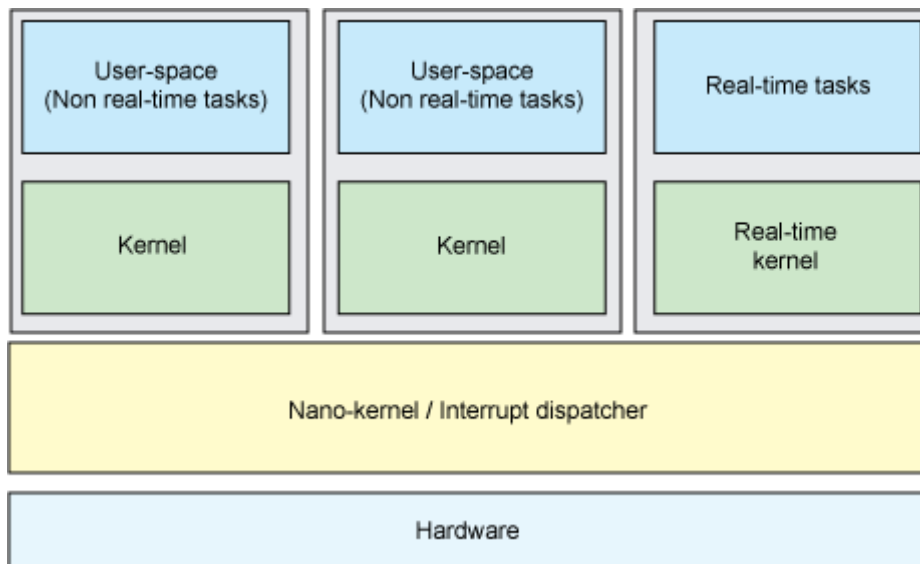 User-space
(Non real-time tasks)
User-space
(Non real-time tasks)
Real-time tasks
Kernel
Kernel
Real-time
kernel
Nano-kernel / Interrupt dispatcher
Hardware